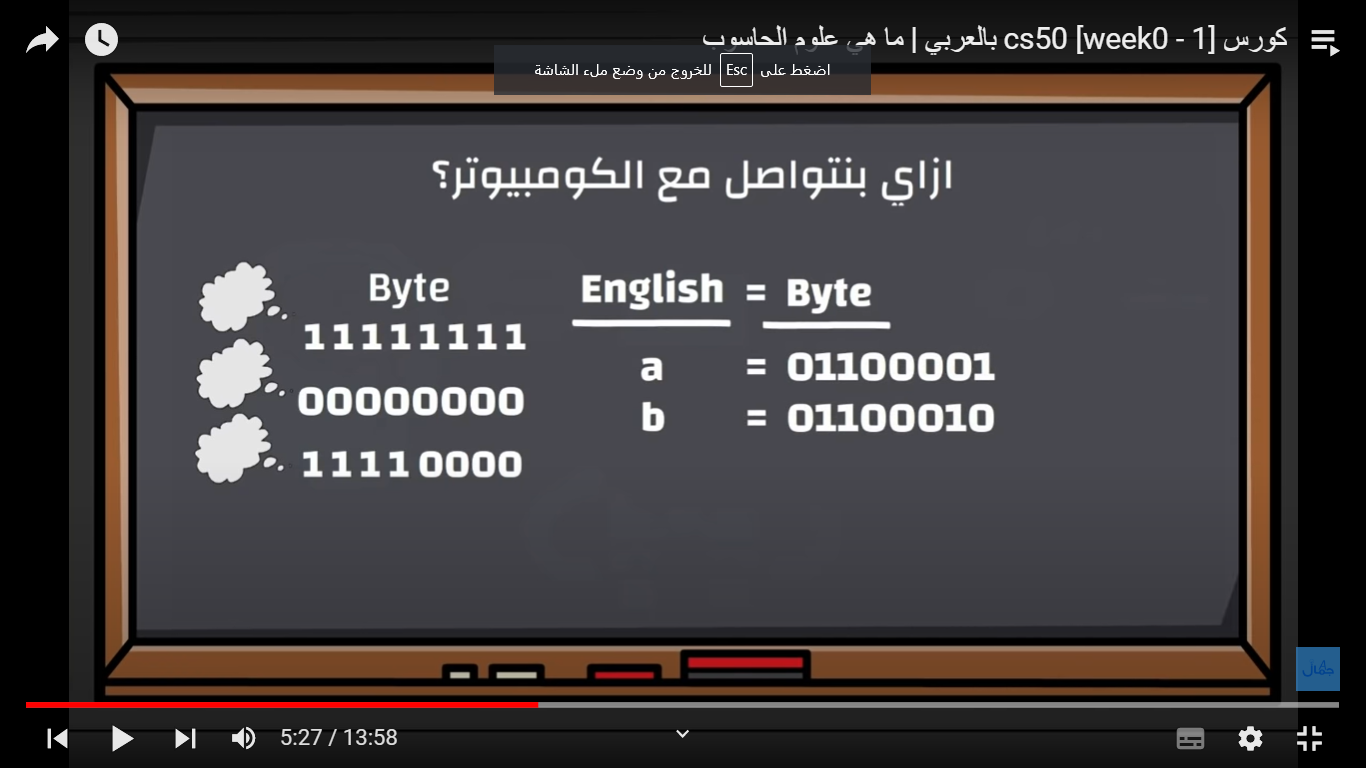 كورس cs50 [week0 - 1] بالعربي | ما هي علوم الحاسوب
اضغط على Esc للخروج من وضع ملء الشاشة
ازاي بنتواصل مع الكومبيوتر؟
Byte
11111111
00000000
11110000
English = Byte
a = 01100001
b = 01100010
5:27 / 13:58